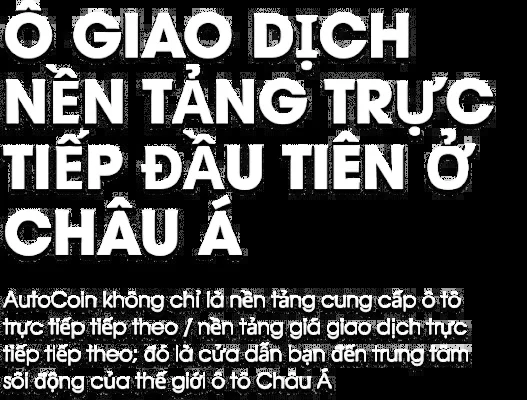 Ô GIAO DỊCH
NỀN TẢNG TRỰC
TIẾP ĐẦU TIÊN Ở
CHÂU Á
AutoCoin không chỉ là nền tảng cung cấp ô tô
trực tiếp tiếp theo / nền tảng giá giao dịch trực
tiếp tiếp theo; đó là cửa dẫn bạn đến trung tâm
sôi động của thế giới ô tô Châu Á